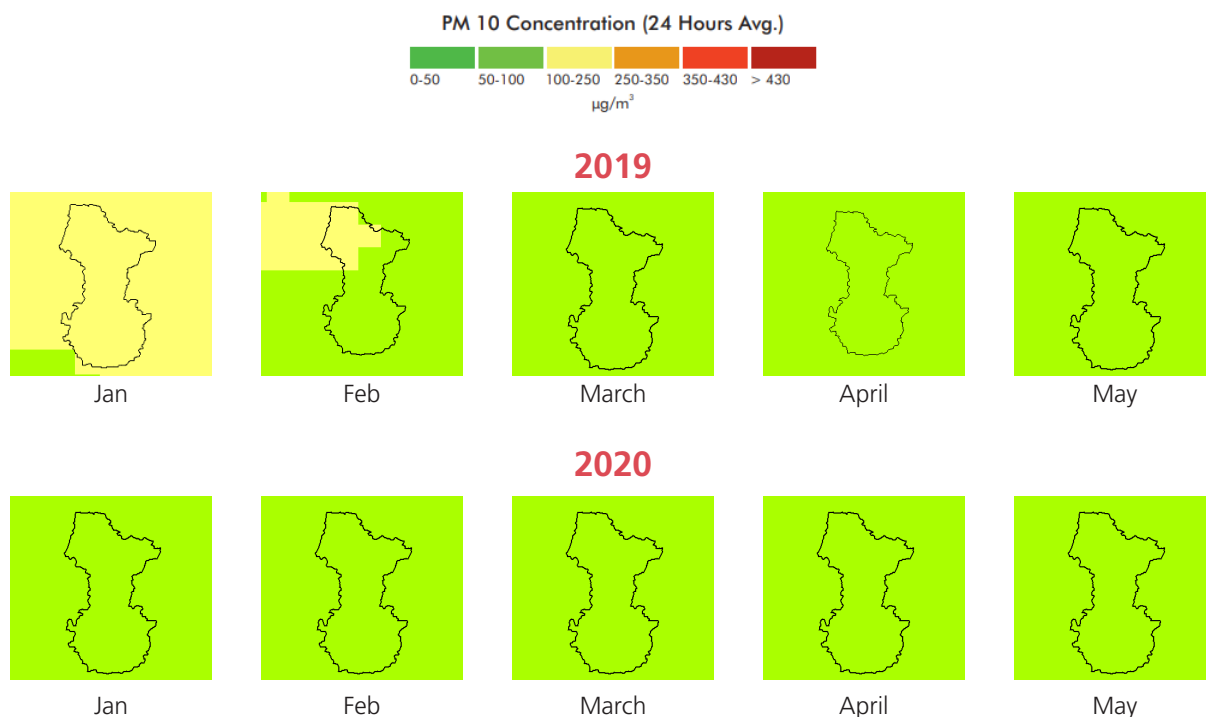 PM 10 Concentration (24 Hours Avg.)
0-50 50-100 100-250 250-350 350-430 > 430
µg/m³
2019
Jan Feb March April May
2020
Jan Feb March April May